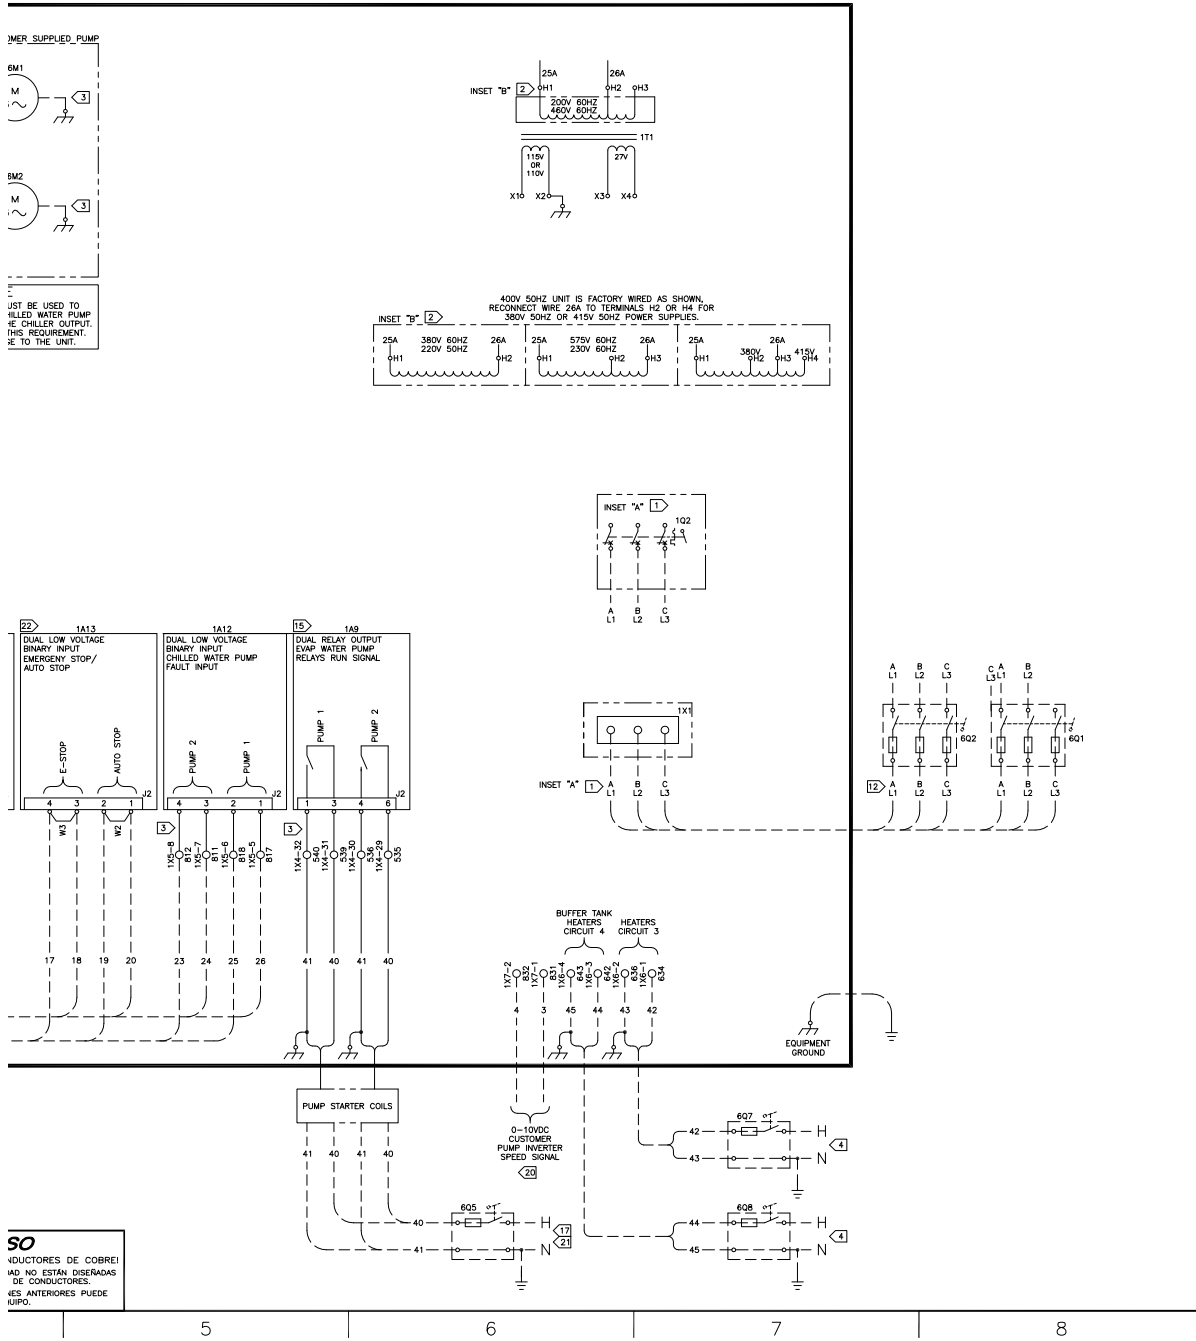 OMER SUPPLIED PUMP
6M1
M
3
6M2
M
3
UST BE USED TO
HILLED WATER PUMP
HE CHILLER OUTPUT.
THIS REQUIREMENT.
GE TO THE UNIT.
25A
26A
INSET "B" 2
H1
H2
H3
200V 60HZ
460V 60HZ
1T1
115V
OR
110V
27V
X1
X2
X3
X4
400V 50HZ UNIT IS FACTORY WIRED AS SHOWN,
RECONNECT WIRE 26A TO TERMINALS H2 OR H4 FOR
380V 50HZ OR 415V 50HZ POWER SUPPLIES.
INSET "B" 2
25A
380V 60HZ
220V 50HZ
26A
H1
H2
25A
575V 60HZ
230V 60HZ
26A
H1
H2
H3
25A
26A
380V
415V
H1
H2
H3
H4
INSET "A" 1
1Q2
A
L1
B
L2
C
L3
22
1A13
DUAL LOW VOLTAGE
BINARY INPUT
EMERGENY STOP/
AUTO STOP
E-STOP
AUTO STOP
J2
4 3 2 1
W3
W2
17 18 19 20
1A12
DUAL LOW VOLTAGE
BINARY INPUT
CHILLED WATER PUMP
FAULT INPUT
PUMP 2
PUMP 1
J2
4 3 2 1
3
1X5-8
812
1X5-7
811
1X5-6
818
1X5-5
817
23 24 25 26
15
1A9
DUAL RELAY OUTPUT
EVAP WATER PUMP
RELAYS RUN SIGNAL
PUMP 1
PUMP 2
J2
1 3 4 6
3
1X4-32
540
1X4-31
539
1X4-30
536
1X4-29
535
41 40 41 40
1X1
INSET "A" 1
A
L1
B
L2
C
L3
A
L1
B
L2
C
L3
6Q2
12
A
L1
B
L2
C
L3
C
L3
A
L1
B
L2
6Q1
A
L1
B
L2
C
L3
BUFFER TANK
HEATERS
CIRCUIT 4
HEATERS
CIRCUIT 3
1X7-2
832
1X7-1
831
1X6-4
643
1X6-3
642
1X6-2
636
1X6-1
634
4 3 45 44 43 42
EQUIPMENT
GROUND
PUMP STARTER COILS
41 40 41 40
0-10VDC
CUSTOMER
PUMP INVERTER
SPEED SIGNAL
20
6Q7
42
H
43
N
4
6Q5
40
H
17
41
N
21
6Q8
44
H
45
N
4
SO
NDUCTORES DE COBRE!
DAD NO ESTÁN DISEÑADAS
DE CONDUCTORES.
NES ANTERIORES PUEDE
UIPO.
5 6 7 8